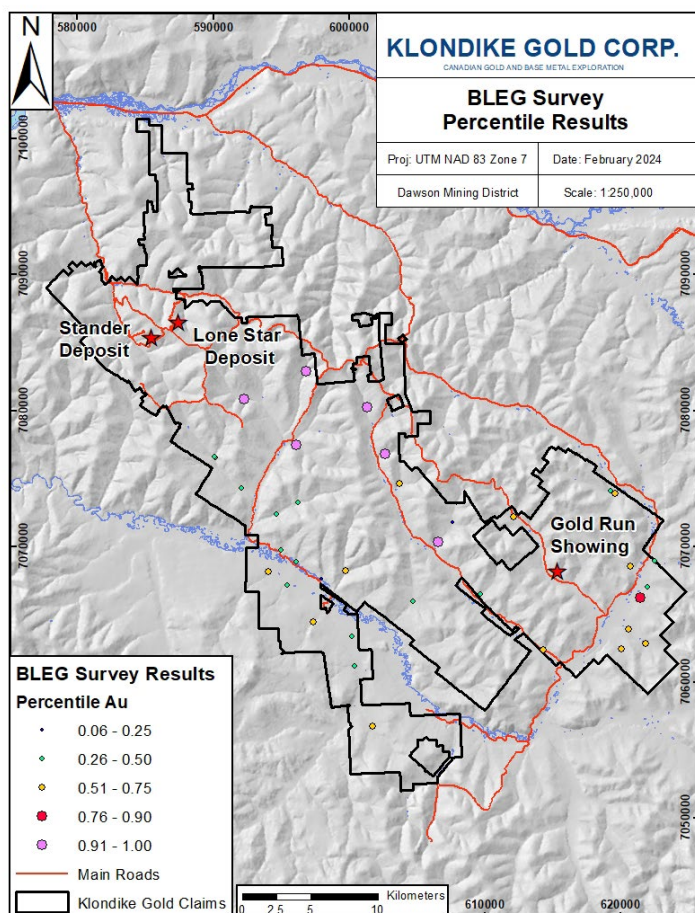 580000
590000
600000
N
KLONDIKE GOLD CORP.
CANADIAN GOLD AND BASE METAL EXPLORATION
BLEG Survey
Percentile Results
Proj: UTM NAD 83 Zone 7
Date: February 2024
Dawson Mining District
Scale: 1:250,000
7100000
7090000
7090000
Stander
Deposit
Lone Star
Deposit
7080000
7080000
7070000
7070000
Gold Run
Showing
7060000
7050000
BLEG Survey Results
Percentile Au
0.06 - 0.25
0.26 - 0.50
0.51 - 0.75
0.76 - 0.90
0.91 - 1.00
Main Roads
Klondike Gold Claims
Kilometers
0 2.5 5 10
610000
620000